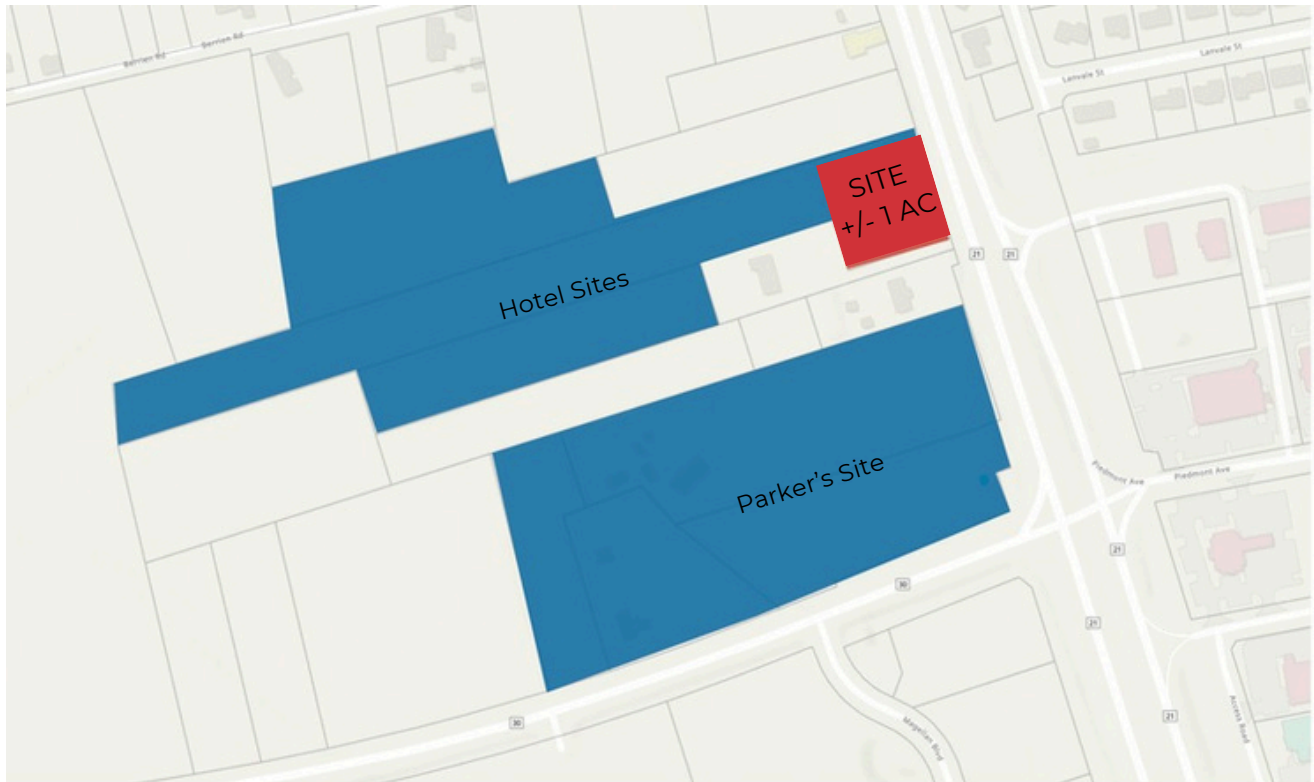 Berrien Rd
Berrien Rd
Lanvale St
Lanvale St
SITE
+/- 1 AC
21
21
Hotel Sites
Parker's Site
Piedmont Ave
Piedmont Ave
21
30
21
30
21
Magellan Blvd
Access Road